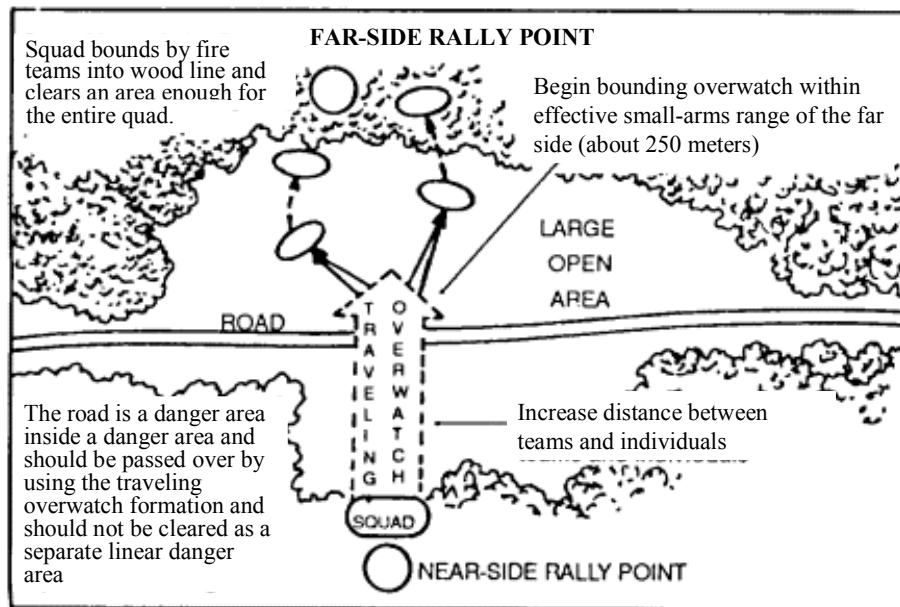 FAR-SIDE RALLY POINT
Squad bounds by fire
teams into wood line and
clears an area enough for
the entire quad.
Begin bounding overwatch within
effective small-arms range of the far
side (about 250 meters)
LARGE
OPEN
AREA
ROAD
TRAVELING
OVERWATCH
The road is a danger area
inside a danger area and
should be passed over by
using the traveling
overwatch formation and
should not be cleared as a
separate linear danger
area
Increase distance between
teams and individuals
SQUAD
NEAR-SIDE RALLY POINT